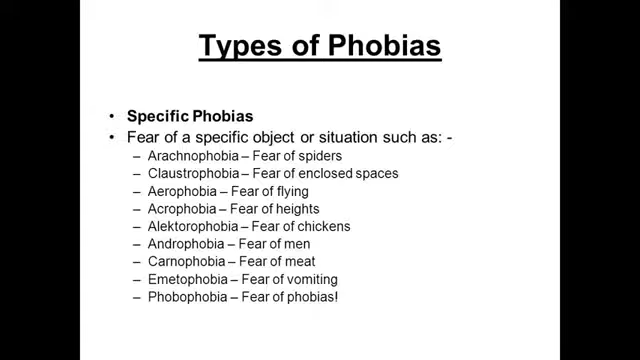 Types of Phobias
• Specific Phobias
• Fear of a specific object or situation such as: -
– Arachnophobia – Fear of spiders
– Claustrophobia – Fear of enclosed spaces
– Aerophobia – Fear of flying
– Acrophobia – Fear of heights
– Alektorophobia – Fear of chickens
– Androphobia – Fear of men
– Carnophobia – Fear of meat
– Emetophobia – Fear of vomiting
– Phobophobia – Fear of phobias!